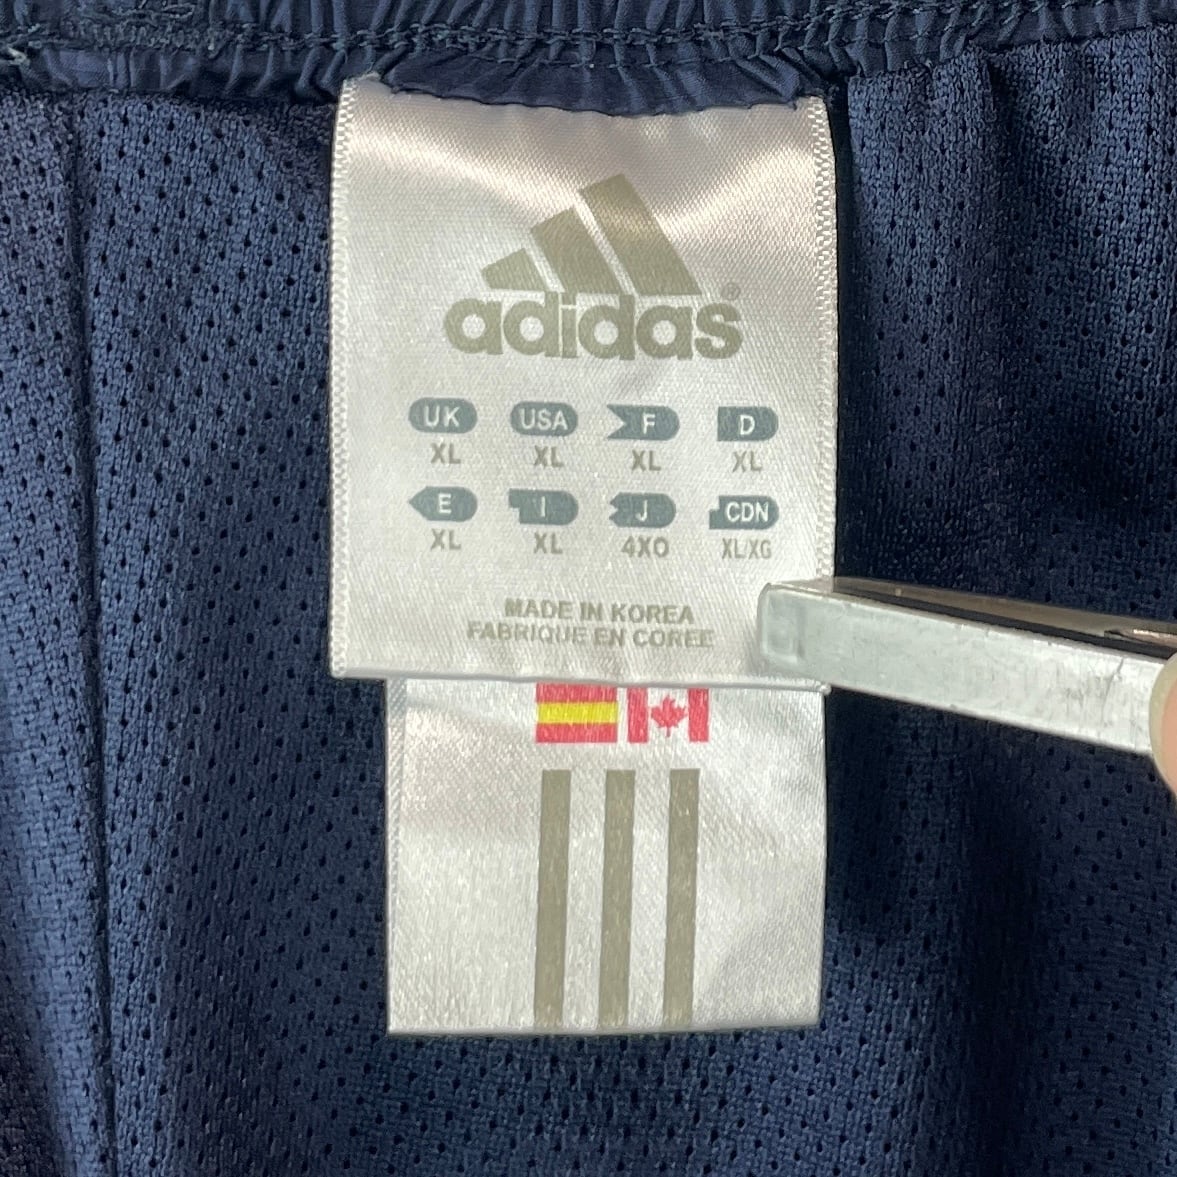 adidas®
UK USA F D
XL XL XL XL
E I J CDN
XL XL 4XO XL/XG
MADE IN KOREA
FABRIQUE EN COREE